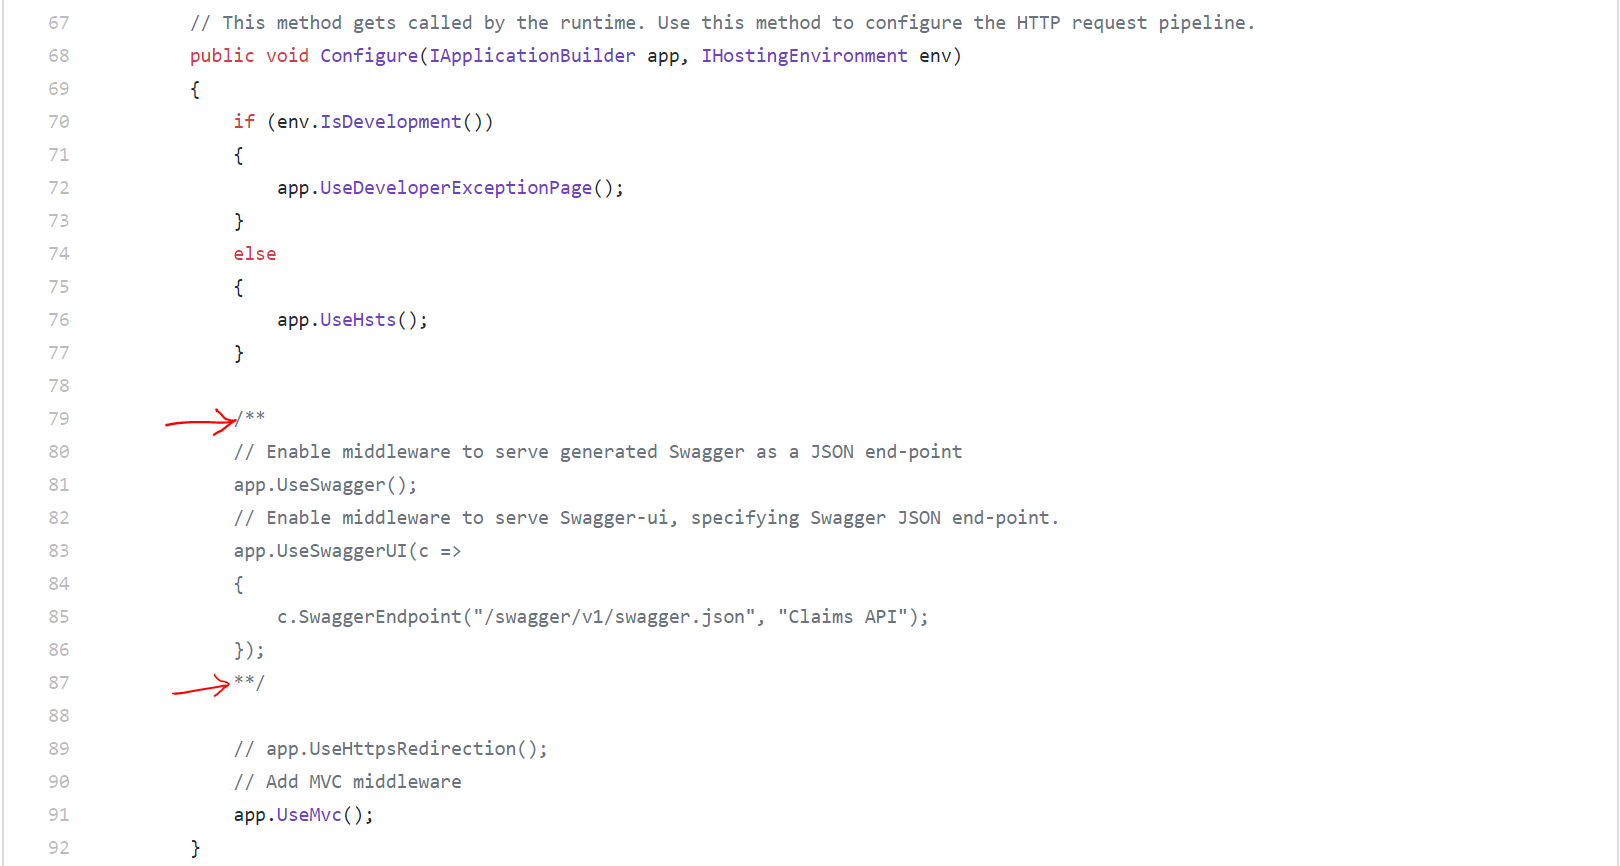 67 // This method gets called by the runtime. Use this method to configure the HTTP request pipeline.
68 public void Configure(IApplicationBuilder app, IHostingEnvironment env)
69 {
70 if (env.IsDevelopment())
71 {
72 app.UseDeveloperExceptionPage();
73 }
74 else
75 {
76 app.UseHsts();
77 }
78
79 /**
80 // Enable middleware to serve generated Swagger as a JSON end-point
81 app.UseSwagger();
82 // Enable middleware to serve Swagger-ui, specifying Swagger JSON end-point.
83 app.UseSwaggerUI(c =>
84 {
85 c.SwaggerEndpoint("/swagger/v1/swagger.json", "Claims API");
86 });
87 **/
88
89 // app.UseHttpsRedirection();
90 // Add MVC middleware
91 app.UseMvc();
92 }